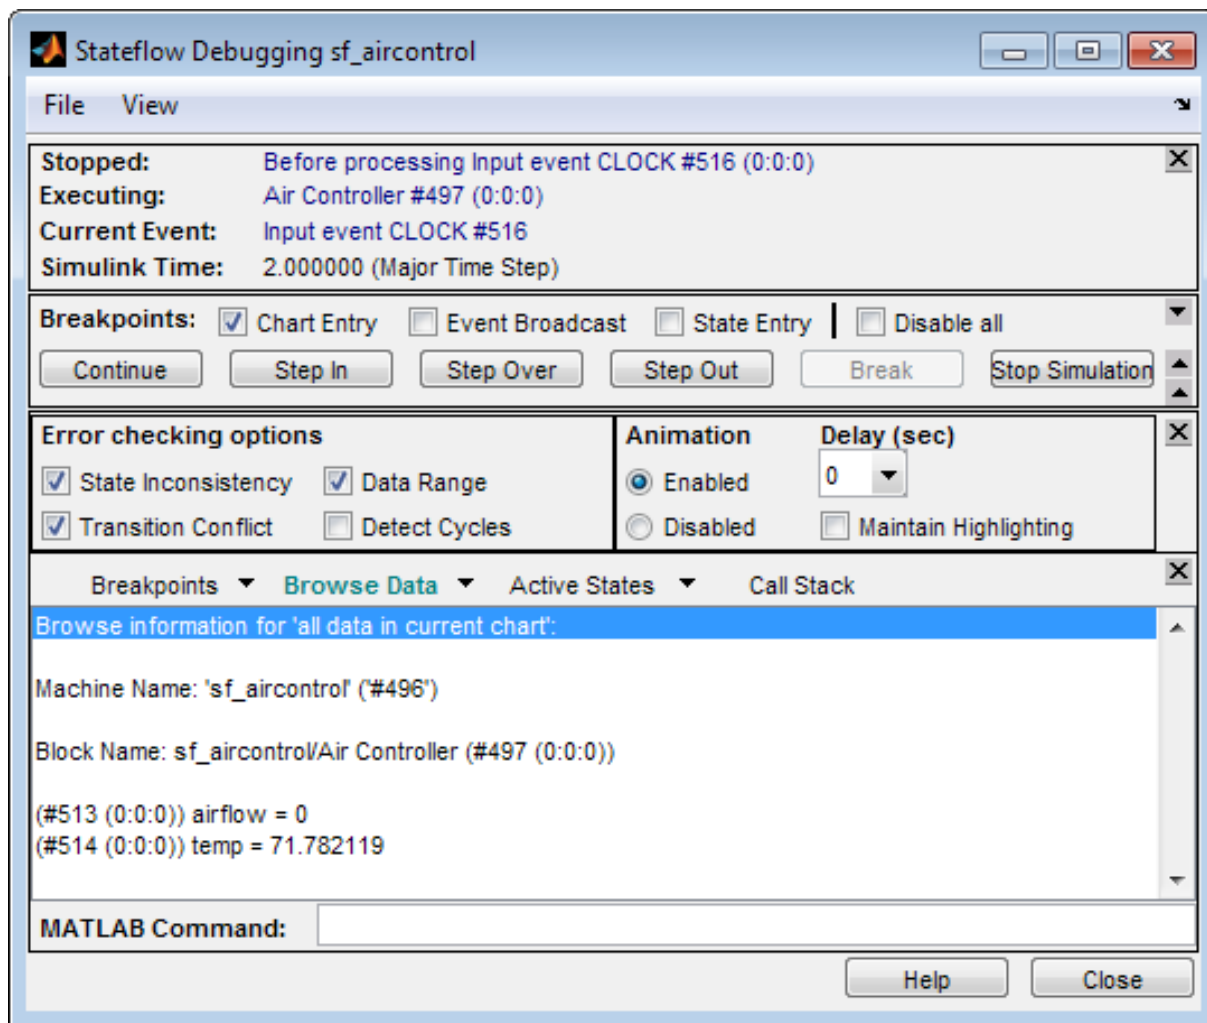 Stateflow Debugging sf_aircontrol
File View
Stopped: Before processing Input event CLOCK #516 (0:0:0)
Executing: Air Controller #497 (0:0:0)
Current Event: Input event CLOCK #516
Simulink Time: 2.000000 (Major Time Step)
Breakpoints: Chart Entry Event Broadcast State Entry Disable all
Continue Step In Step Over Step Out Break Stop Simulation
Error checking options Animation Delay (sec)
State Inconsistency Data Range Enabled 0
Transition Conflict Detect Cycles Disabled Maintain Highlighting
Breakpoints Browse Data Active States Call Stack
Browse information for 'all data in current chart':
Machine Name: 'sf_aircontrol' ('#496')
Block Name: sf_aircontrol/Air Controller (#497 (0:0:0))
(#513 (0:0:0)) airflow = 0
(#514 (0:0:0)) temp = 71.782119
MATLAB Command:
Help Close